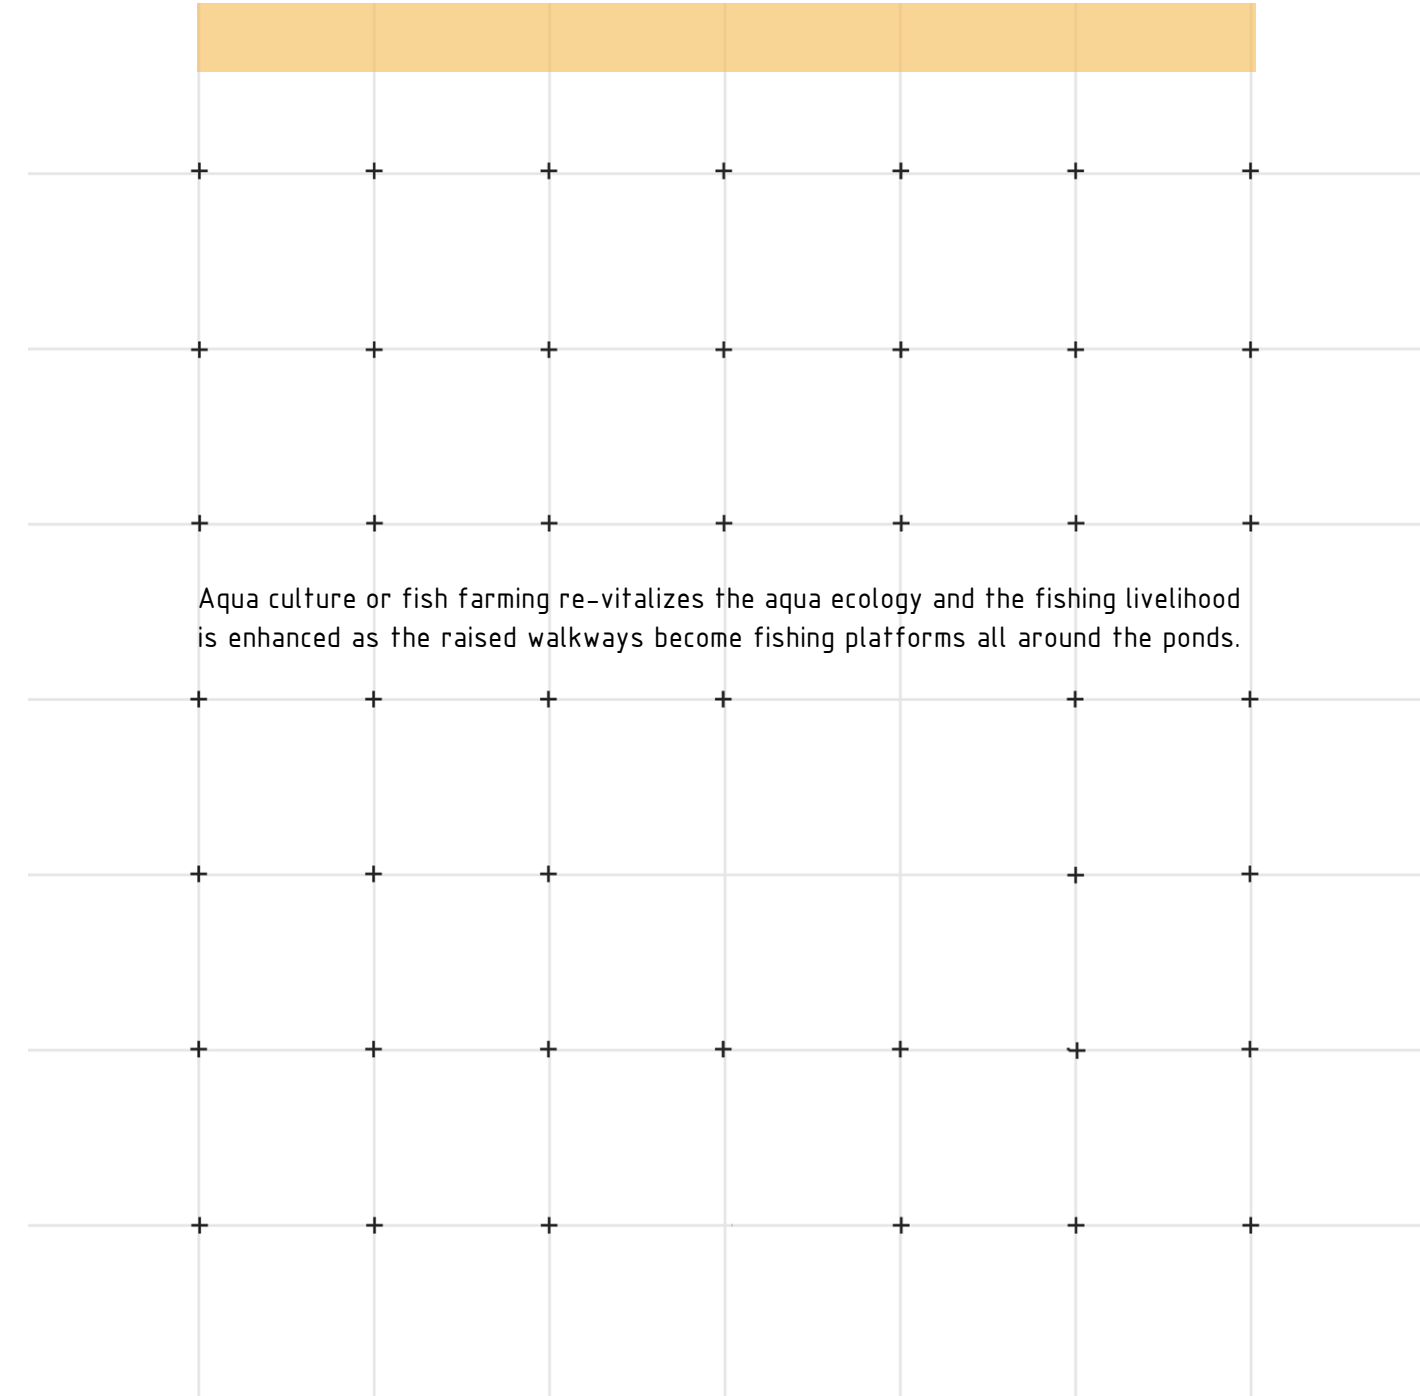 Aqua culture or fish farming re-vitalizes the aqua ecology and the fishing livelihood
is enhanced as the raised walkways become fishing platforms all around the ponds.